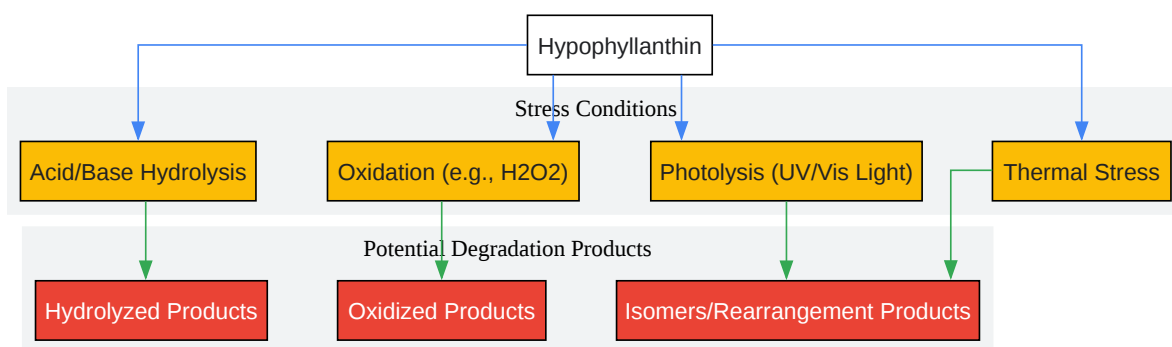 Hypophyllanthin
Stress Conditions
Acid/Base Hydrolysis
Oxidation (e.g., H2O2)
Photolysis (UV/Vis Light)
Thermal Stress
Potential Degradation Products
Hydrolyzed Products
Oxidized Products
Isomers/Rearrangement Products